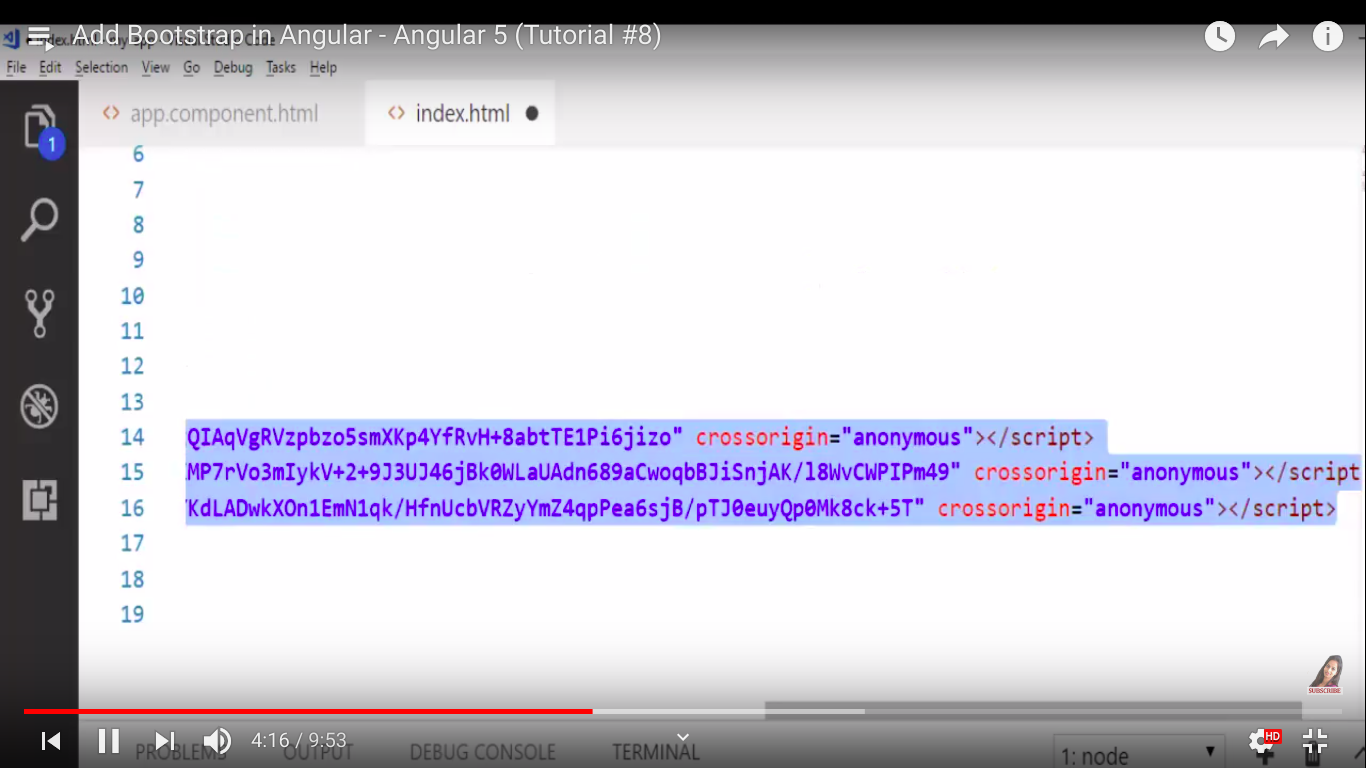 Add Bootstrap in Angular - Angular 5 (Tutorial #8)
File Edit Selection View Go Debug Tasks Help
1
<> app.component.html
<> index.html ●
6
7
8
9
10
11
12
13
14 QIAqVgRVzpbzo5smXKp4YfRvH+8abtTE1Pi6jizo" crossorigin="anonymous"></script>
15 MP7rVo3mIykV+2+9J3UJ46jBk0WLaUAdn689aCwoqbBJiSnjAK/l8WvCWPIPm49" crossorigin="anonymous"></script
16 KdLADwkXOn1EmN1qk/HfnUcbVRZyYmZ4qpPea6sjB/pTJ0euyQp0Mk8ck+5T" crossorigin="anonymous"></script>
17
18
19
SUBSCRIBE
4:16 / 9:53
HD
PROBLEMS OUTPUT DEBUG CONSOLE TERMINAL
1: node